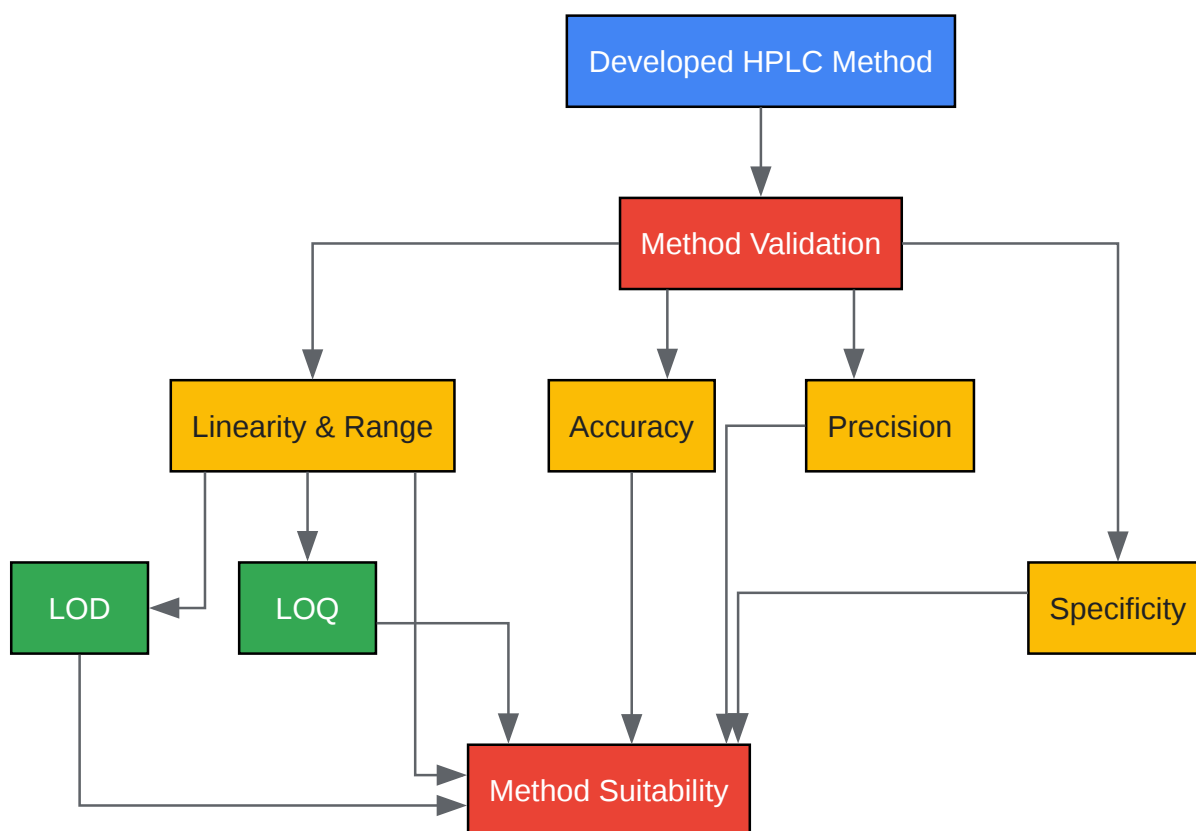 Developed HPLC Method
Method Validation
Linearity & Range
Accuracy
Precision
LOD
LOQ
Specificity
Method Suitability